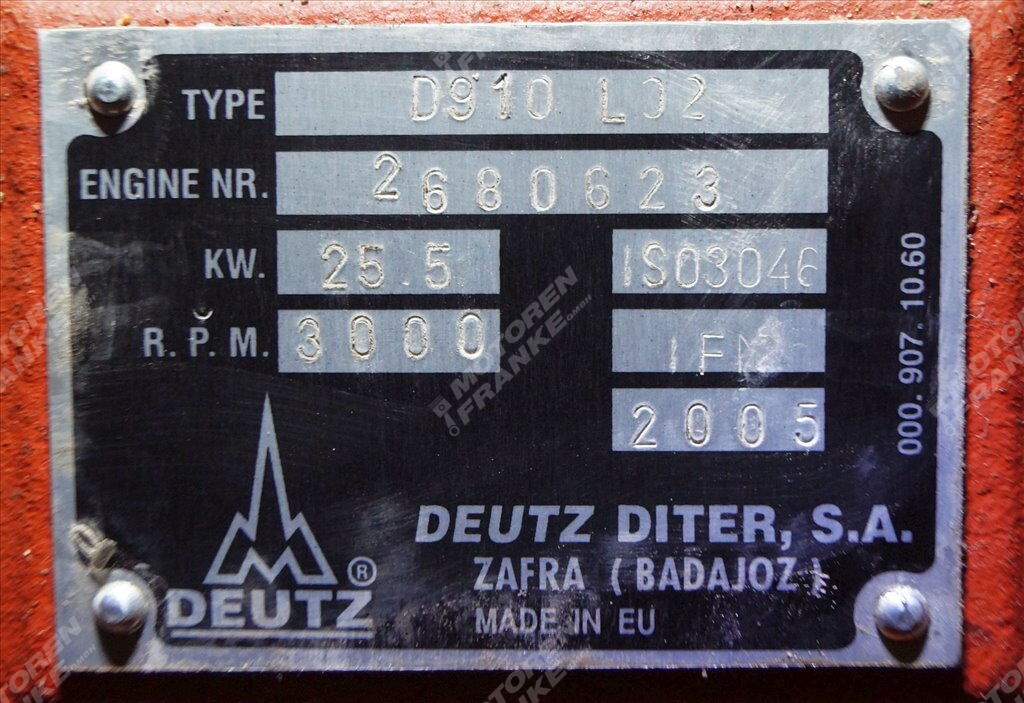 TYPE D910 L02
ENGINE NR. 2680623
KW. 25.5 ISO3046
R.P.M. 3000 IFN
2005
000. 907. 10.60
DEUTZ DITER, S.A.
ZAFRA (BADAJOZ)
MADE IN EU
DEUTZ ®
MOTOREN
FRANKE GMBH